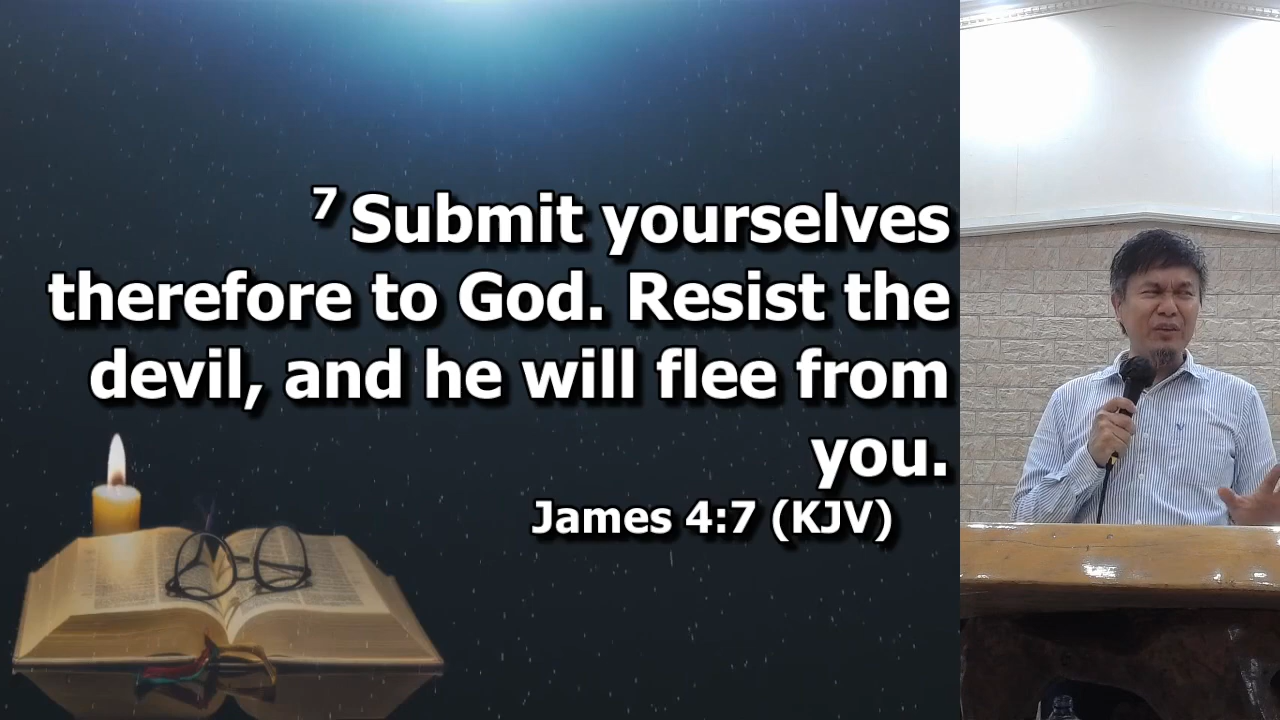 7 Submit yourselves
therefore to God. Resist the
devil, and he will flee from
you.
James 4:7 (KJV)